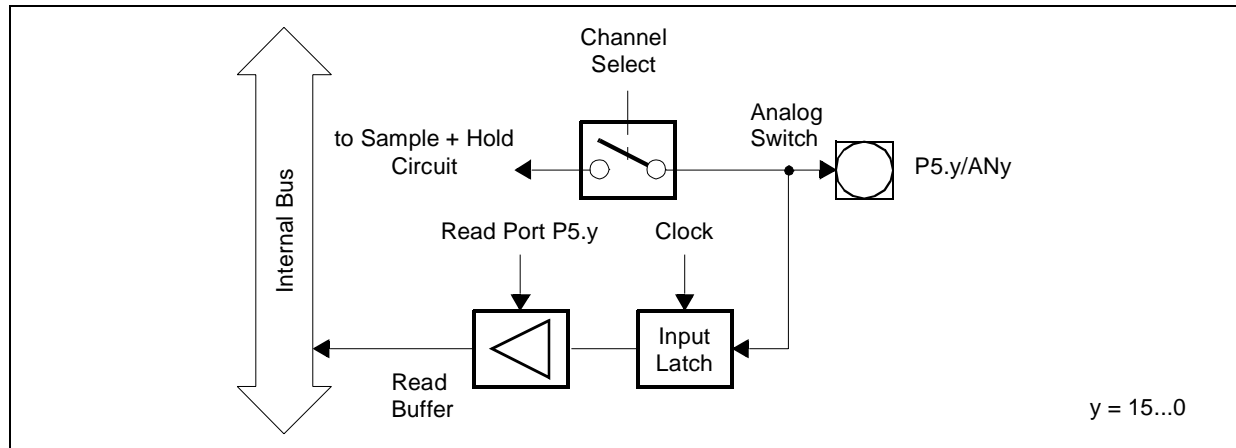 Channel
Select
Analog
Switch
to Sample + Hold
Circuit
P5.y/ANy
Internal Bus
Read Port P5.y
Clock
Input
Latch
Read
Buffer
y = 15...0